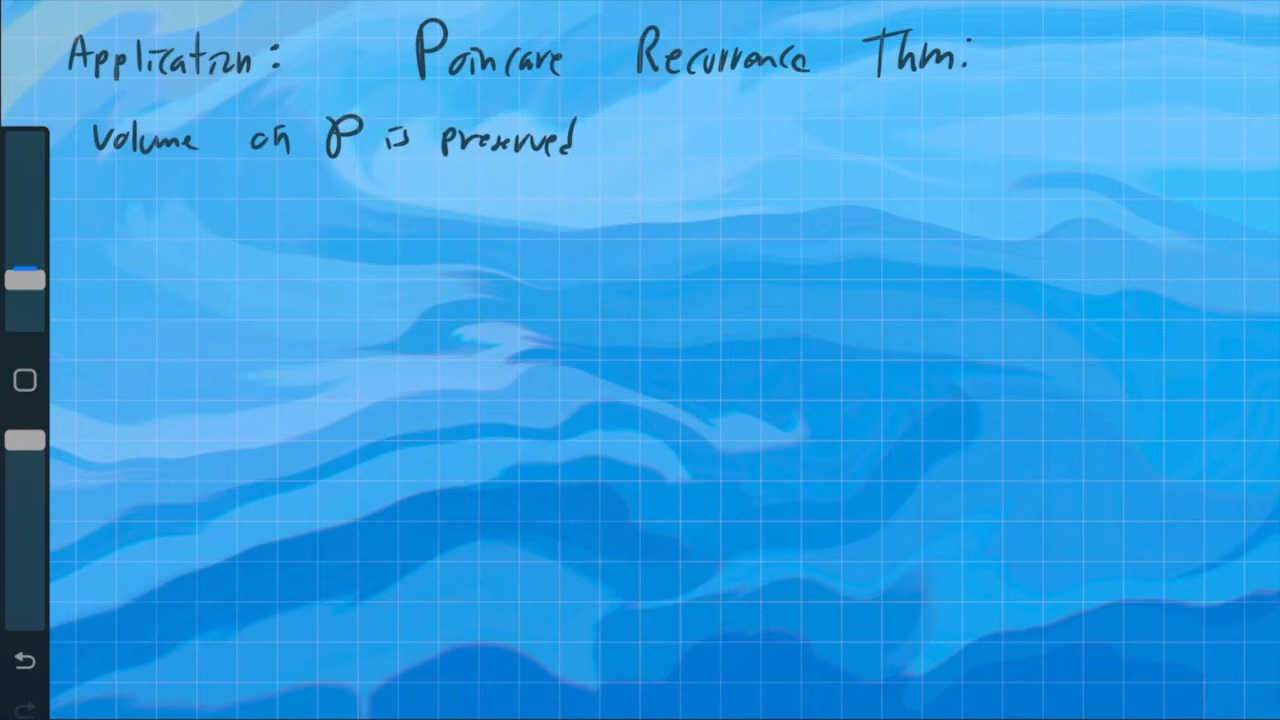 Application: Poincare Recurrence Thm:
Volume on P is preserved